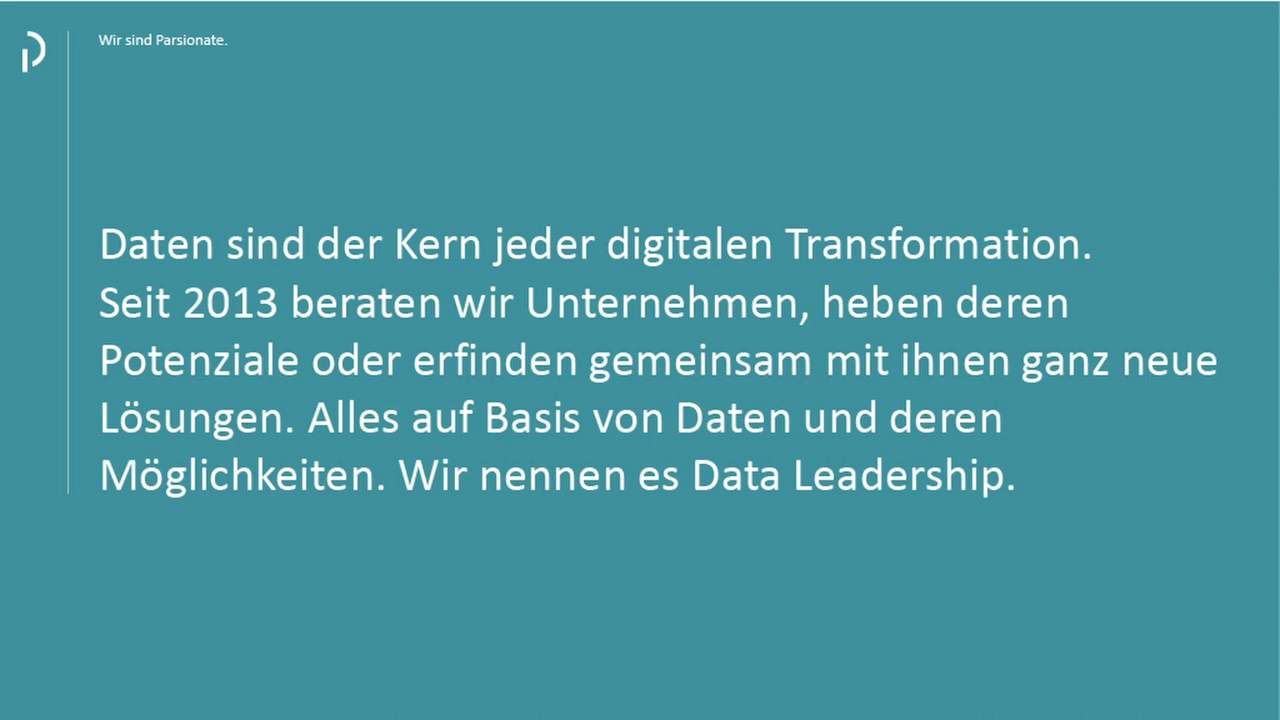 Wir sind Parsionate.
Daten sind der Kern jeder digitalen Transformation.
Seit 2013 beraten wir Unternehmen, heben deren
Potenziale oder erfinden gemeinsam mit ihnen ganz neue
Lösungen. Alles auf Basis von Daten und deren
Möglichkeiten. Wir nennen es Data Leadership.